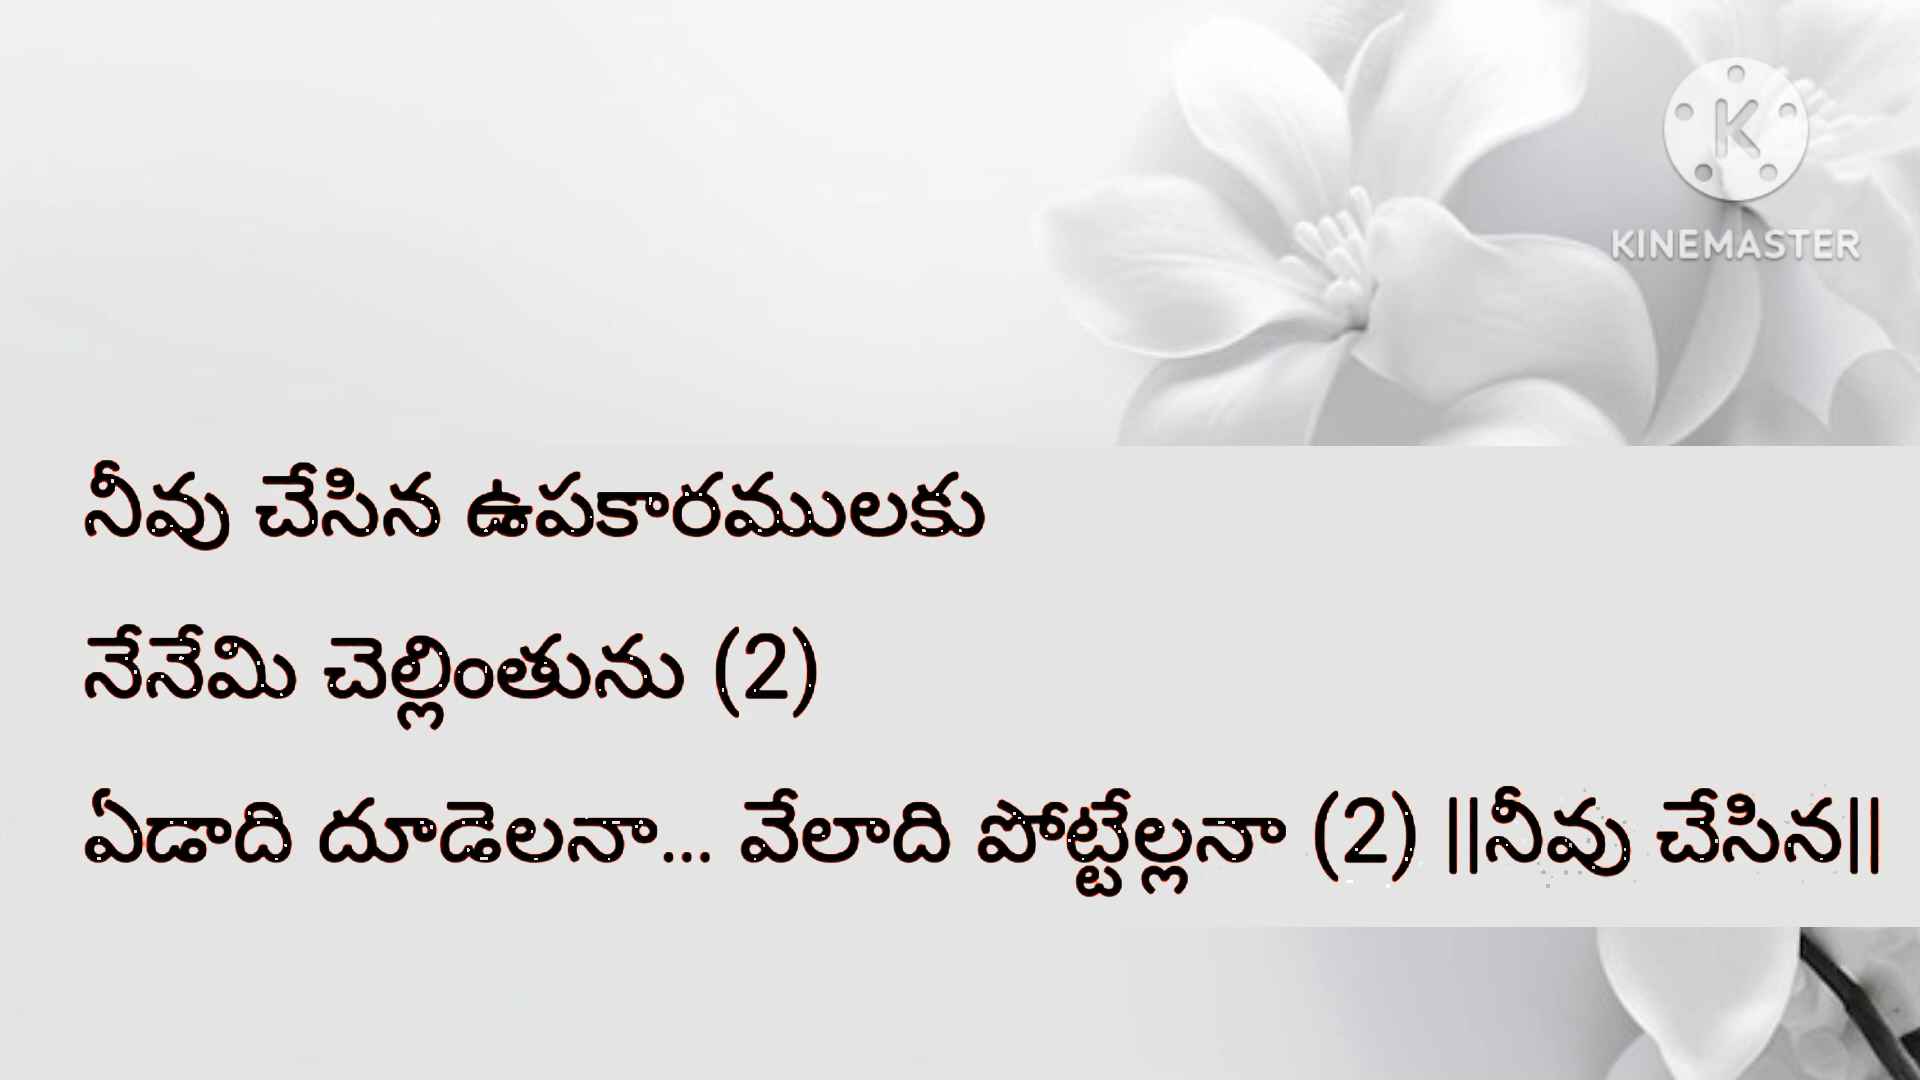 KINEMASTER
నీవు చేసిన ఉపకారములకు
నేనేమి చెల్లింతును (2)
ఏడాది దూడెలనా... వేలాది పోట్టేల్లనా (2) ||నీవు చేసిన||